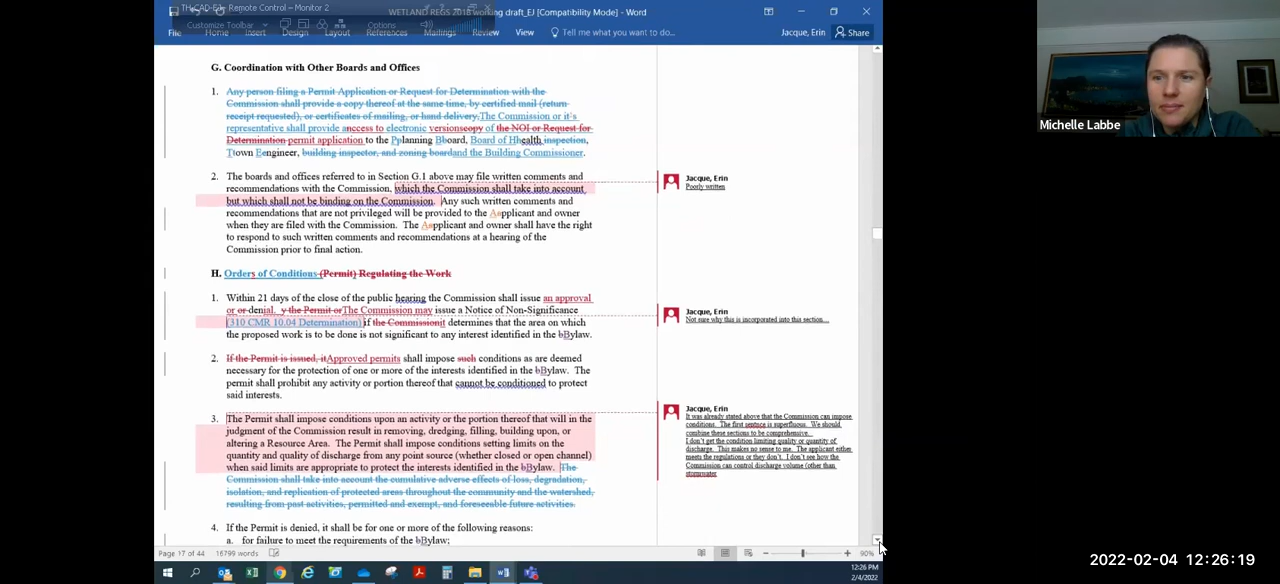 TH-CAD-E7 - Remote Control - Monitor 2
WETLAND REGS 2018 working draft_EJ [Compatibility Mode] - Word
Customize Toolbar
Options
File Home Insert Design Layout References Mailings Review View Tell me what you want to do... Jacque, Erin Share
G. Coordination with Other Boards and Offices
1. Any person filing a Permit Application or Request for Determination with the
Commission shall provide a copy thereof at the same time, by certified mail (return
receipt requested), or certificates of mailing, or hand delivery.The Commission or it's
representative shall provide anccess to electronic versionscopy of the NOI or Request for
Determination permit application to the Pplanning Bboard, Board of Hhealth inspection,
Ttown Eengineer, building inspector, and zoning boardand the Building Commissioner.
2. The boards and offices referred to in Section G.1 above may file written comments and
recommendations with the Commission, which the Commission shall take into account
but which shall not be binding on the Commission. Any such written comments and
recommendations that are not privileged will be provided to the Aapplicant and owner
when they are filed with the Commission. The Aapplicant and owner shall have the right
to respond to such written comments and recommendations at a hearing of the
Commission prior to final action.
Jacque, Erin
Poorly written
H. Orders of Conditions (Permit) Regulating the Work
1. Within 21 days of the close of the public hearing the Commission shall issue an approval
or or denial. y the Permit orThe Commission may issue a Notice of Non-Significance
(310 CMR 10.04 Determination) if the Commissionit determines that the area on which
the proposed work is to be done is not significant to any interest identified in the bBylaw.
Jacque, Erin
Not sure why this is incorporated into this section...
2. If the Permit is issued, itApproved permits shall impose such conditions as are deemed
necessary for the protection of one or more of the interests identified in the bBylaw. The
permit shall prohibit any activity or portion thereof that cannot be conditioned to protect
said interests.
3. The Permit shall impose conditions upon an activity or the portion thereof that will in the
judgment of the Commission result in removing, dredging, filling, building upon, or
altering a Resource Area. The Permit shall impose conditions setting limits on the
quantity and quality of discharge from any point source (whether closed or open channel)
when said limits are appropriate to protect the interests identified in the bBylaw. The
Commission shall take into account the cumulative adverse effects of loss, degradation,
isolation, and replication of protected areas throughout the community and the watershed,
resulting from past activities, permitted and exempt, and foreseeable future activities.
Jacque, Erin
It was already stated above that the Commission can impose
conditions. The first sentnce is superfluous. We should
combine these sections to be comprehensive.
I don't get the condition limiting quality or quantity of
discharge. This makes no sense to me. The applicant either
meets the regulations or they don't. I don't see how the
Commission can control discharge volume (other than
stormwater
4. If the Permit is denied, it shall be for one or more of the following reasons:
a. for failure to meet the requirements of the bBylaw;
Page 17 of 44 16799 words 90%
12:26 PM
2/4/2022
Michelle Labbe
2022-02-04 12:26:19